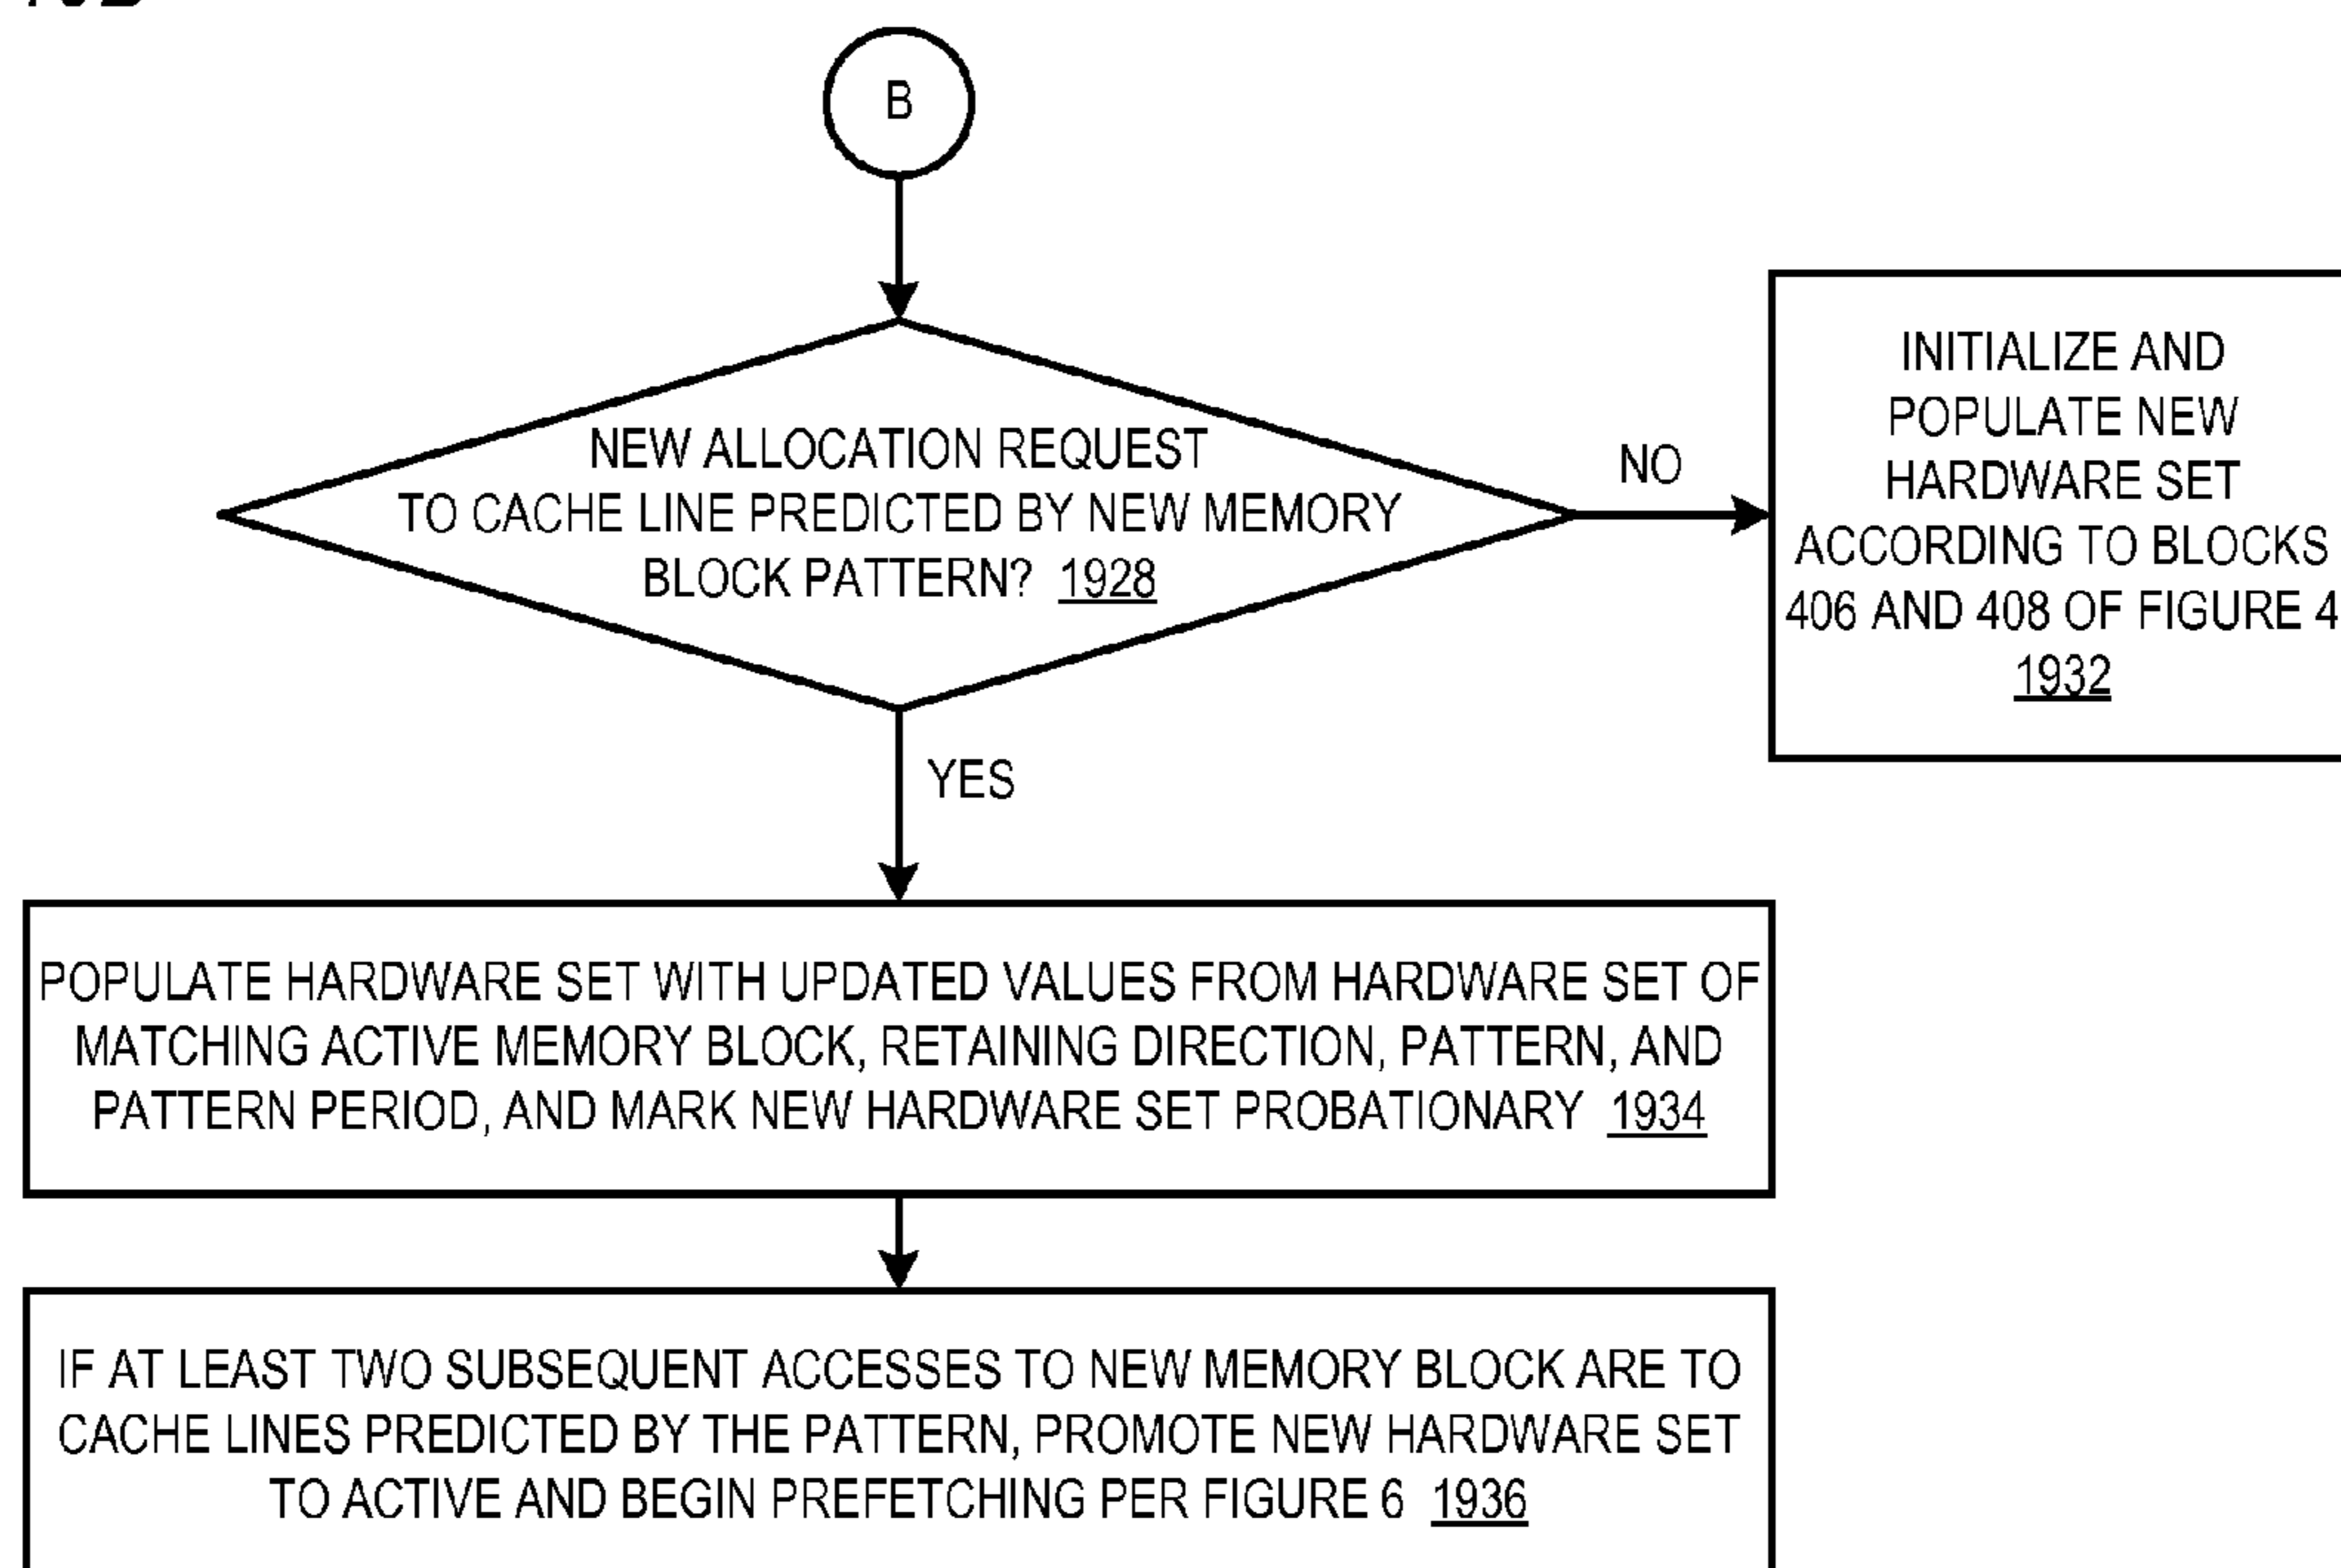 B
NEW ALLOCATION REQUEST
TO CACHE LINE PREDICTED BY NEW MEMORY
BLOCK PATTERN? 1928
NO
INITIALIZE AND
POPULATE NEW
HARDWARE SET
ACCORDING TO BLOCKS
406 AND 408 OF FIGURE 4
1932
YES
POPULATE HARDWARE SET WITH UPDATED VALUES FROM HARDWARE SET OF
MATCHING ACTIVE MEMORY BLOCK, RETAINING DIRECTION, PATTERN, AND
PATTERN PERIOD, AND MARK NEW HARDWARE SET PROBATIONARY 1934
IF AT LEAST TWO SUBSEQUENT ACCESSES TO NEW MEMORY BLOCK ARE TO
CACHE LINES PREDICTED BY THE PATTERN, PROMOTE NEW HARDWARE SET
TO ACTIVE AND BEGIN PREFETCHING PER FIGURE 6 1936